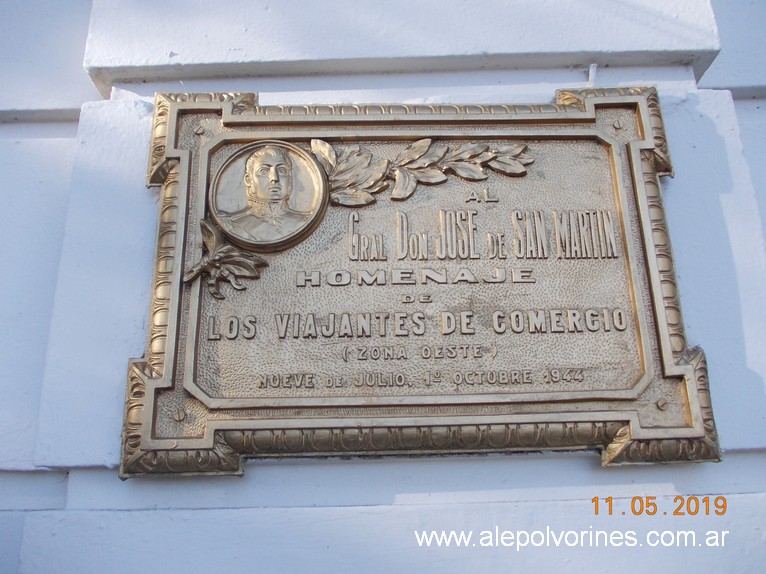 AL
GRAL DON JOSE DE SAN MARTIN
HOMENAJE
DE
LOS VIAJANTES DE COMERCIO
(ZONA OESTE)
NUEVE DE JULIO, 1º OCTUBRE 1944
11.05.2019
www.alepolvorines.com.ar